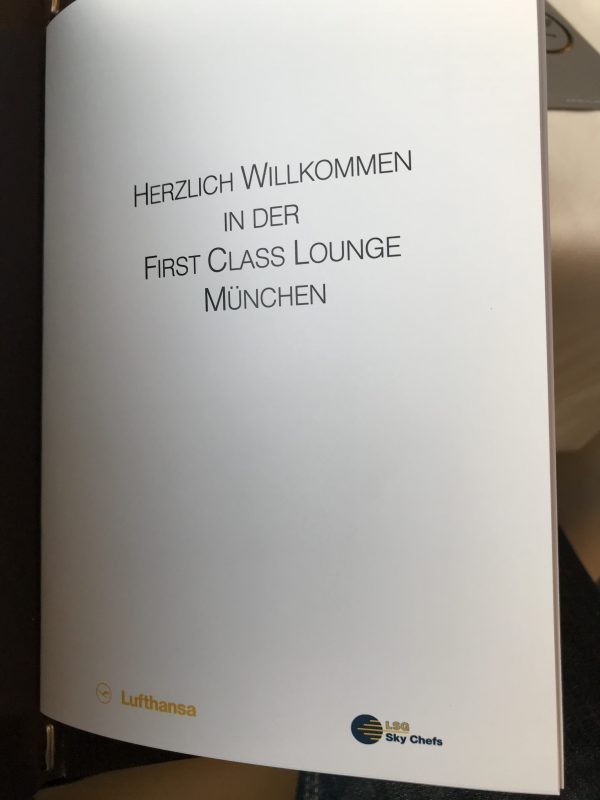 HERZLICH WILLKOMMEN
IN DER
FIRST CLASS LOUNGE
MÜNCHEN
Lufthansa
LSG
Sky Chefs